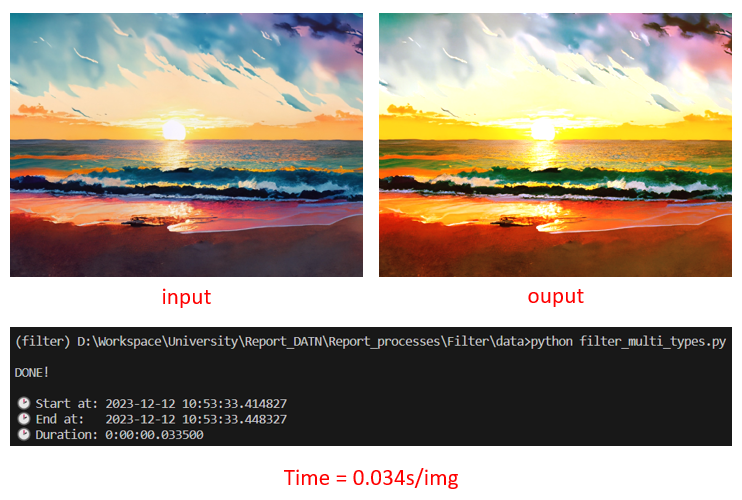 input
ouput
(filter) D:\Workspace\University\Report_DATN\Report_processes\Filter\data>python filter_multi_types.py
DONE!
🕑 Start at: 2023-12-12 10:53:33.414827
🕑 End at:   2023-12-12 10:53:33.448327
🕑 Duration: 0:00:00.033500
Time = 0.034s/img